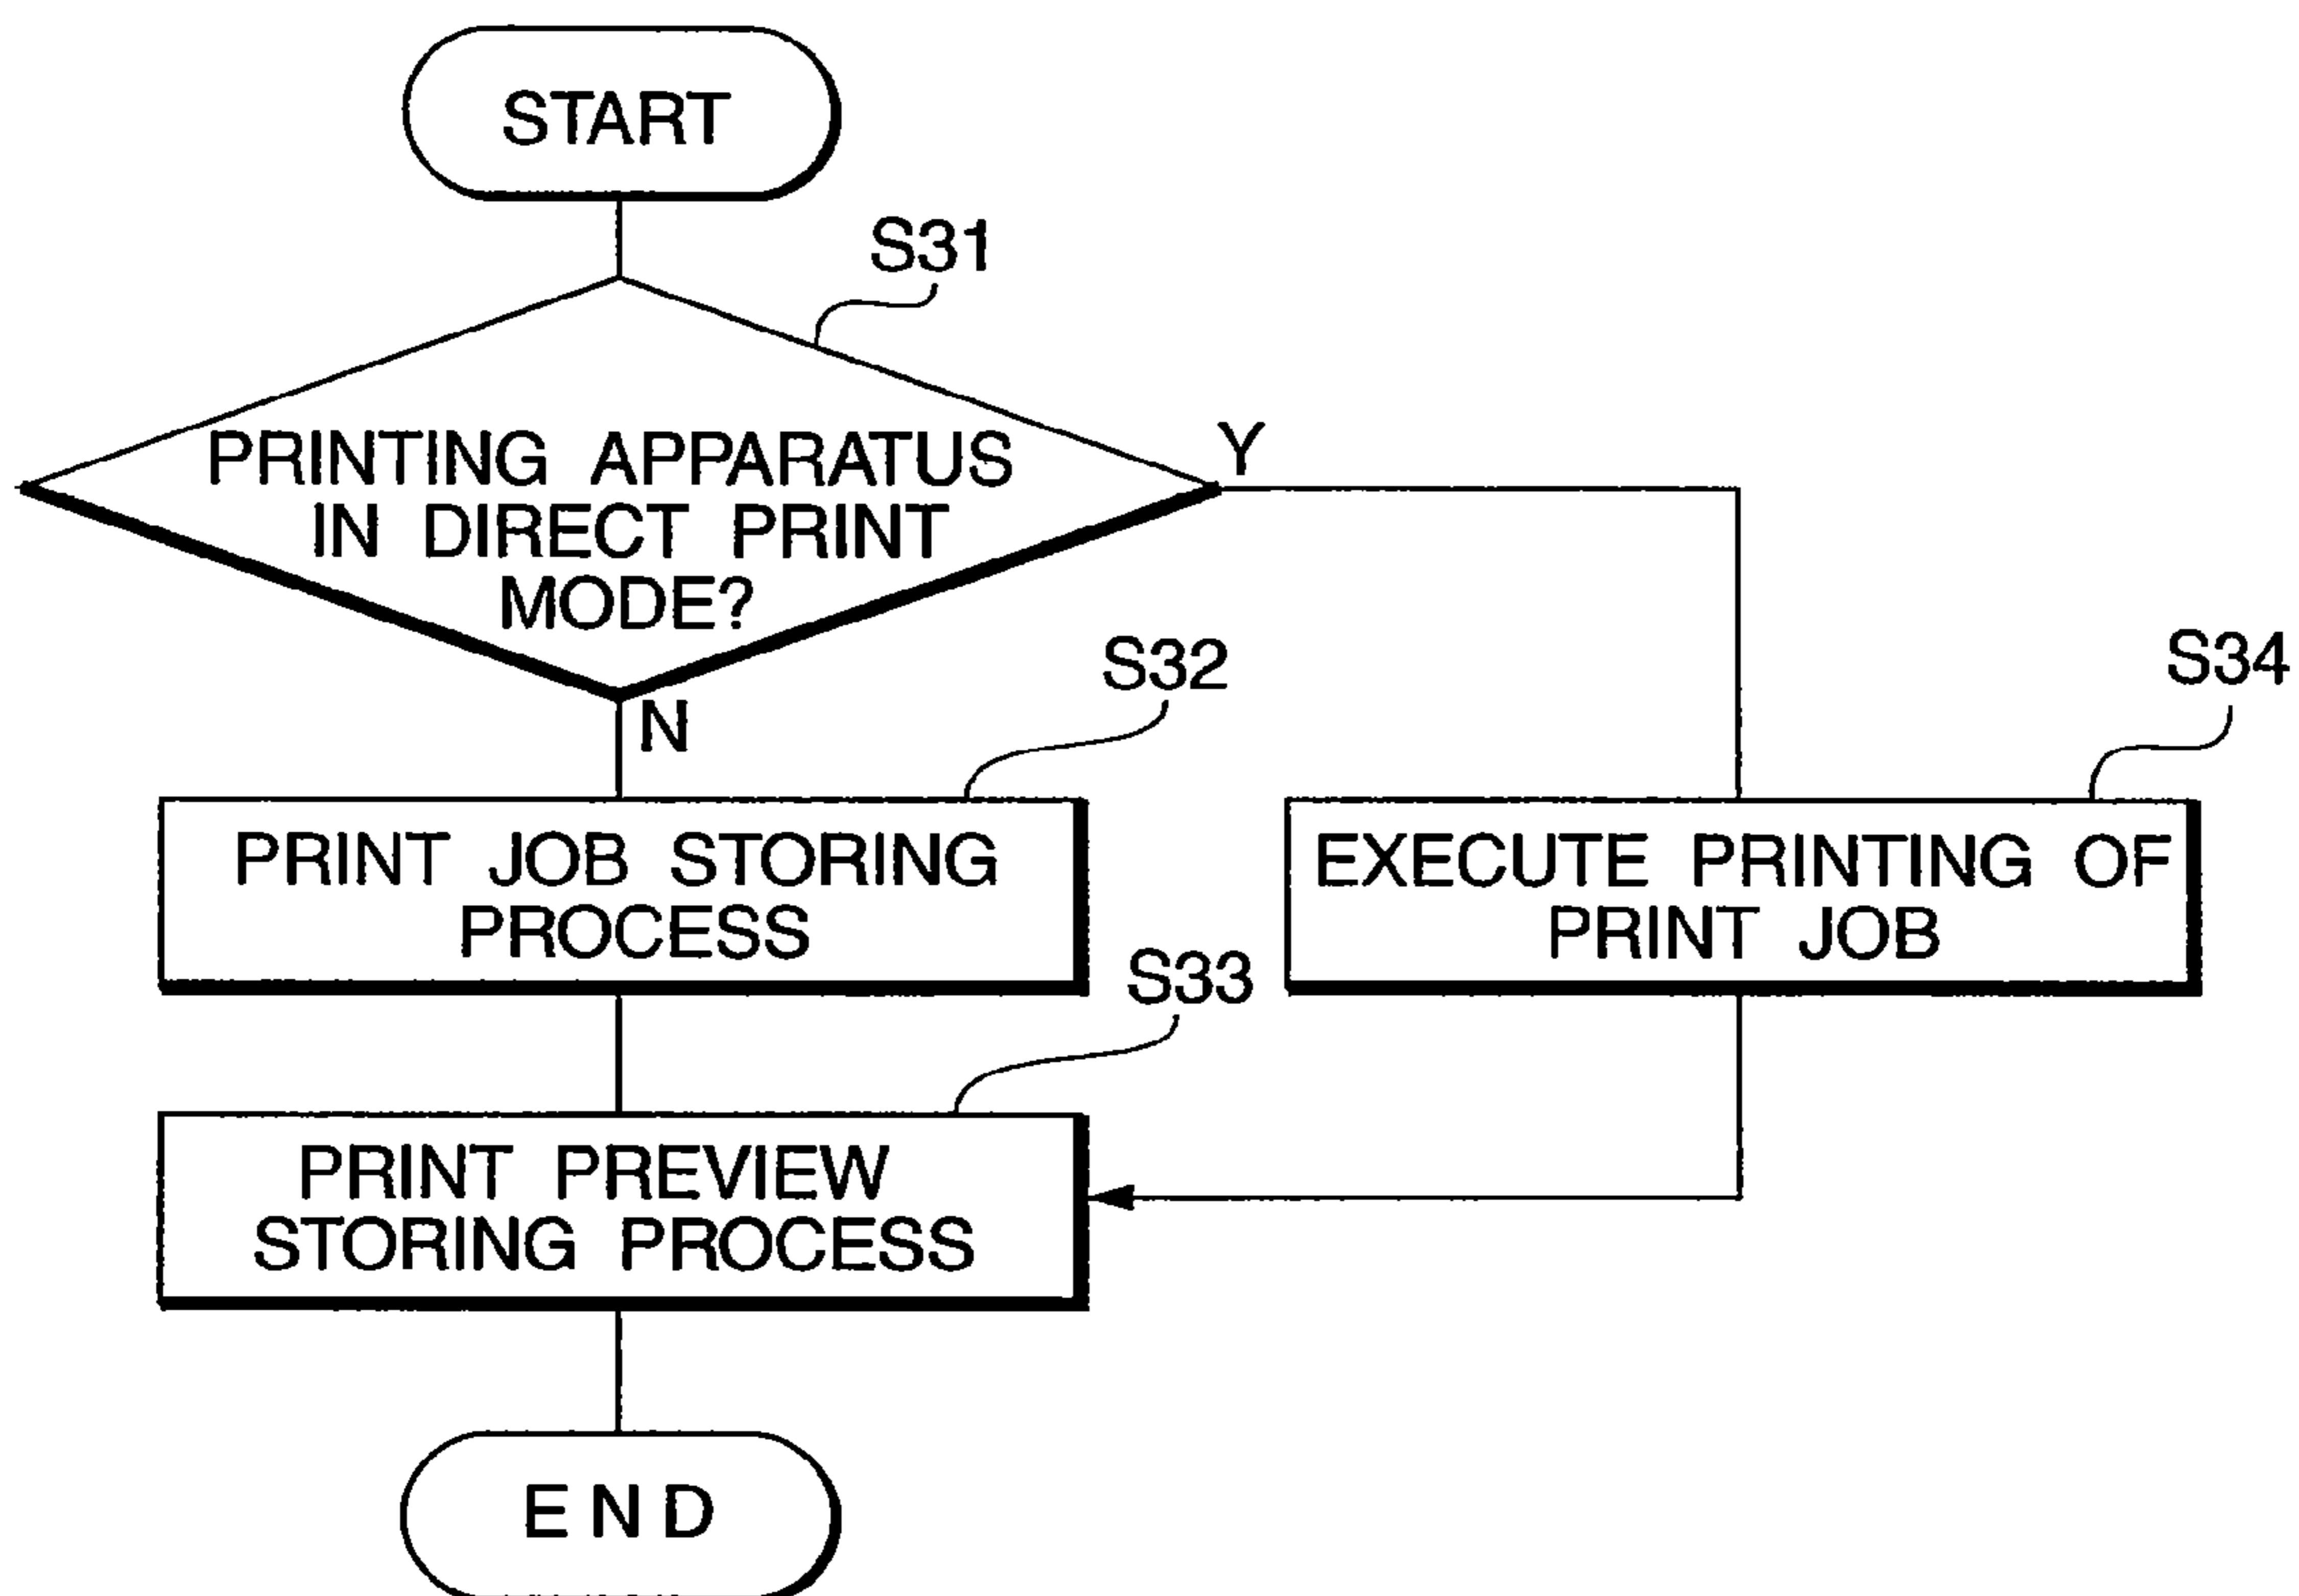 START
S31
PRINTING APPARATUS
IN DIRECT PRINT
MODE?
Y
N
S32
PRINT JOB STORING
PROCESS
S34
EXECUTE PRINTING OF
PRINT JOB
S33
PRINT PREVIEW
STORING PROCESS
END